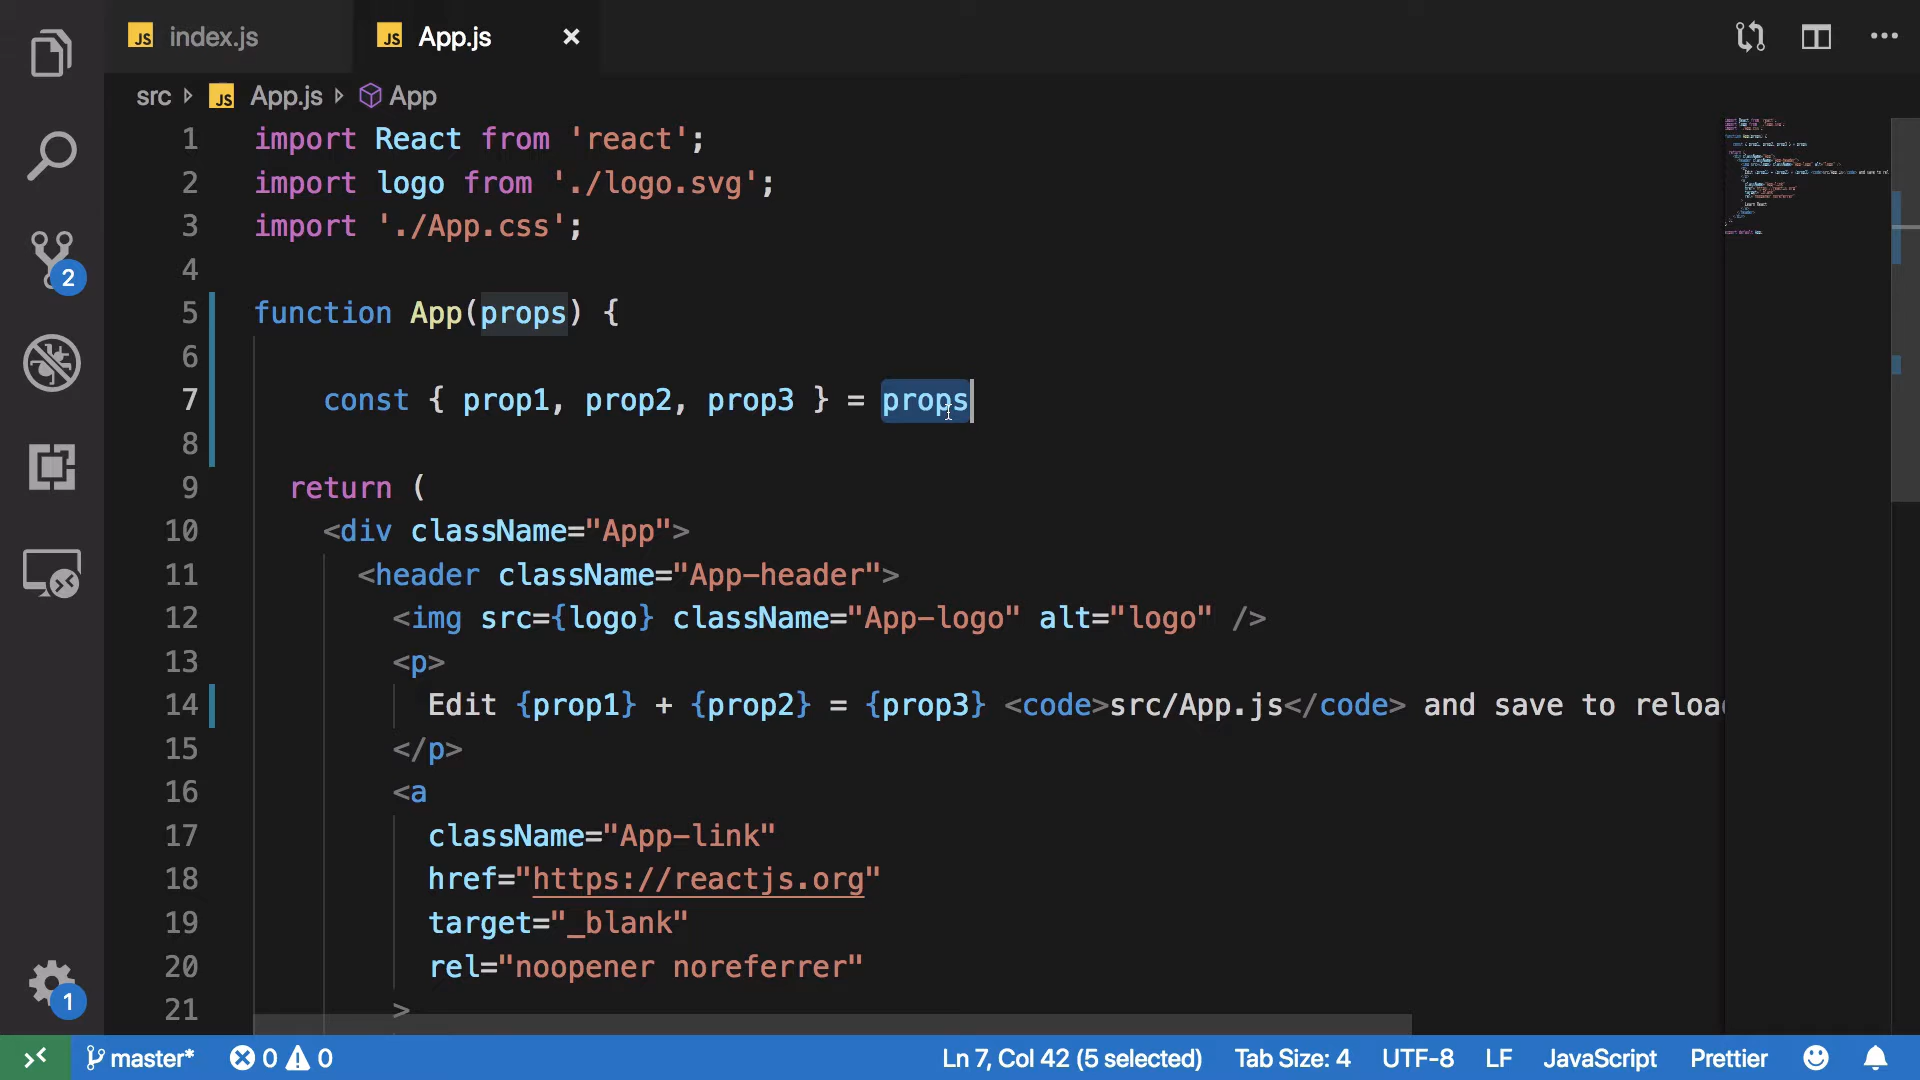 JS index.js
JS App.js ×
src > JS App.js > App
1 import React from 'react';
2 import logo from './logo.svg';
3 import './App.css';
4
5 function App(props) {
6
7 const { prop1, prop2, prop3 } = props
8
9 return (
10 <div className="App">
11 <header className="App-header">
12 <img src={logo} className="App-logo" alt="logo" />
13 <p>
14 Edit {prop1} + {prop2} = {prop3} <code>src/App.js</code> and save to reloa
15 </p>
16 <a
17 className="App-link"
18 href="https://reactjs.org"
19 target="_blank"
20 rel="noopener noreferrer"
21 >
2
1
master* 0 0 Ln 7, Col 42 (5 selected) Tab Size: 4 UTF-8 LF JavaScript Prettier